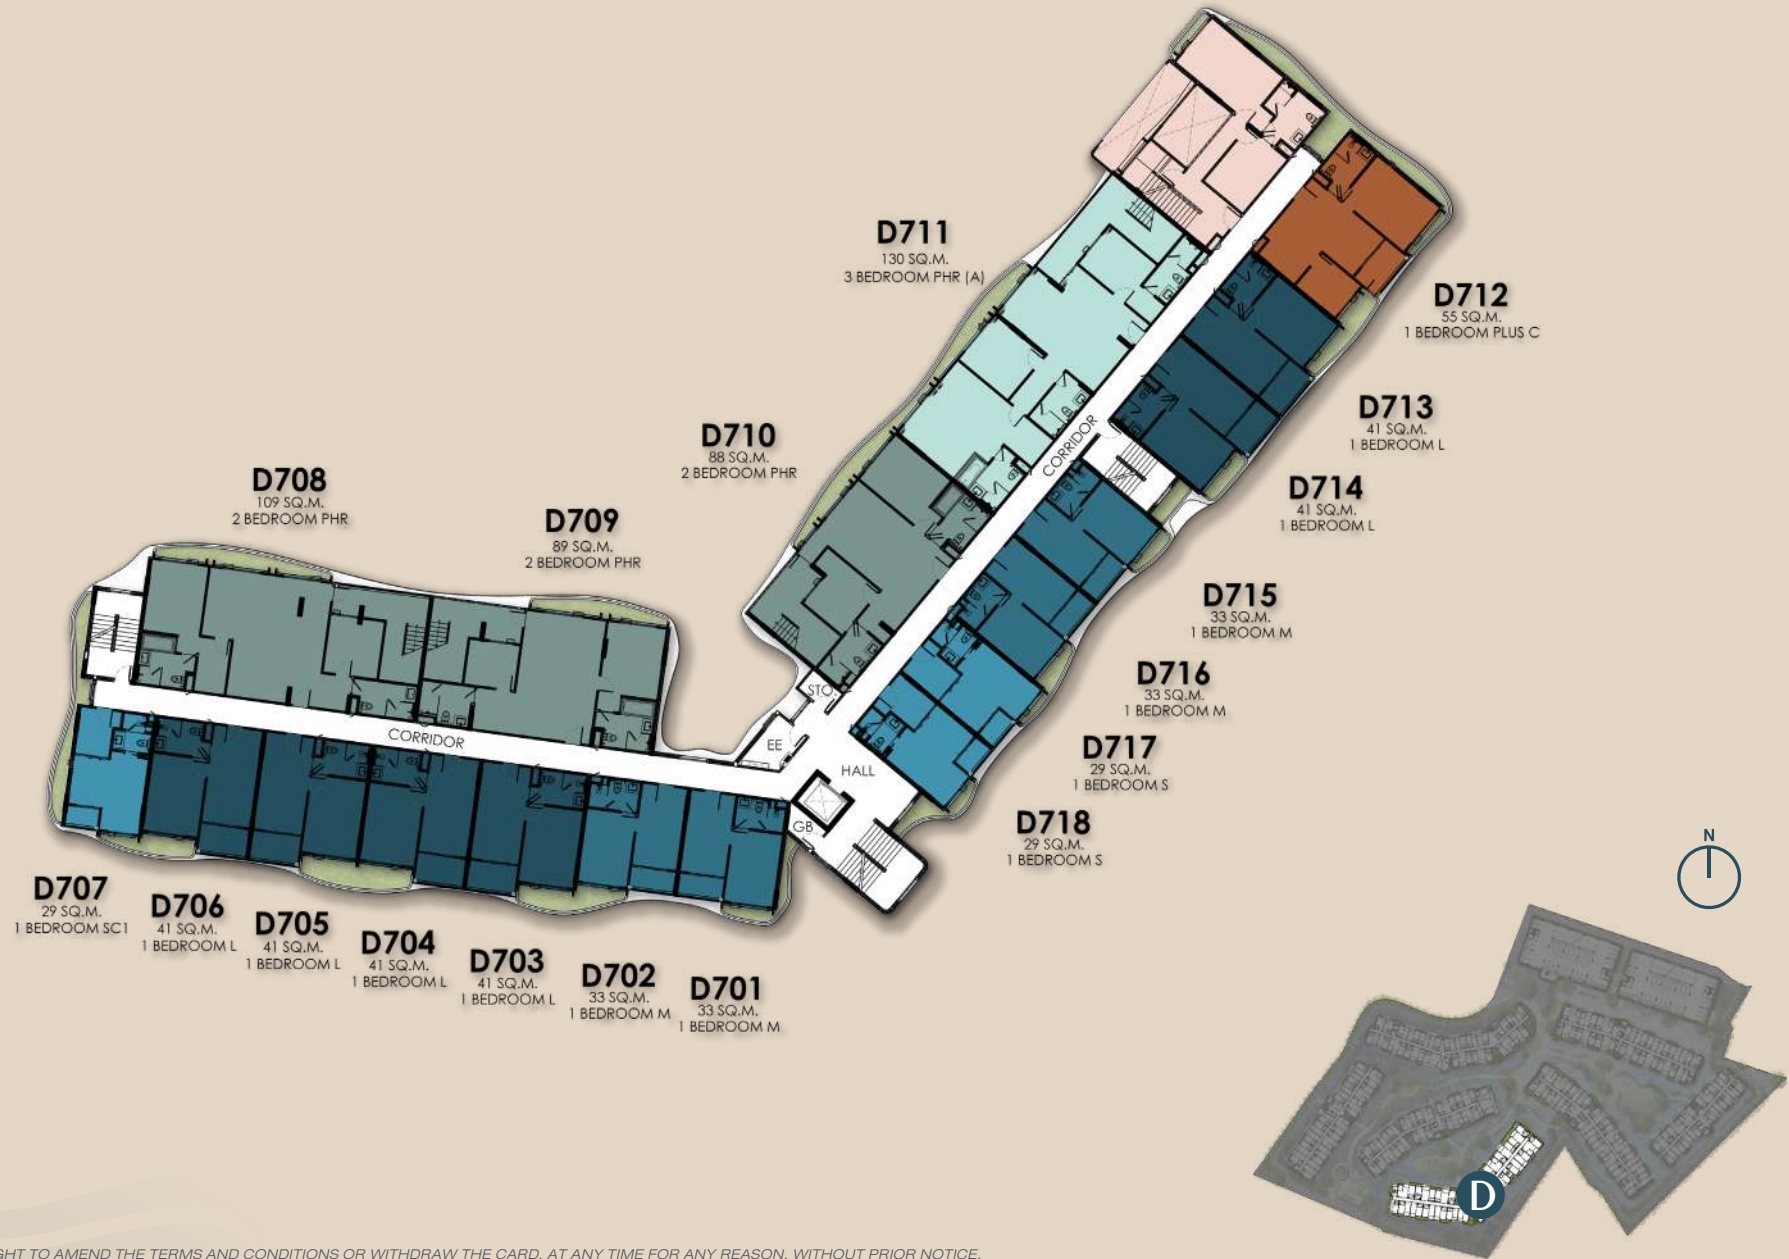 D711
130 SQ.M.
3 BEDROOM PHR (A)
D712
55 SQ.M.
1 BEDROOM PLUS C
D710
88 SQ.M.
2 BEDROOM PHR
CORRIDOR
D713
41 SQ.M.
1 BEDROOM L
D708
109 SQ.M.
2 BEDROOM PHR
D709
89 SQ.M.
2 BEDROOM PHR
D714
41 SQ.M.
1 BEDROOM L
D715
33 SQ.M.
1 BEDROOM M
D716
33 SQ.M.
1 BEDROOM M
STO.
CORRIDOR
EE
HALL
GB
D717
29 SQ.M.
1 BEDROOM S
D718
29 SQ.M.
1 BEDROOM S
N
D707
29 SQ.M.
1 BEDROOM SC1
D706
41 SQ.M.
1 BEDROOM L
D705
41 SQ.M.
1 BEDROOM L
D704
41 SQ.M.
1 BEDROOM L
D703
41 SQ.M.
1 BEDROOM L
D702
33 SQ.M.
1 BEDROOM M
D701
33 SQ.M.
1 BEDROOM M
D
GHT TO AMEND THE TERMS AND CONDITIONS OR WITHDRAW THE CARD, AT ANY TIME FOR ANY REASON, WITHOUT PRIOR NOTICE.